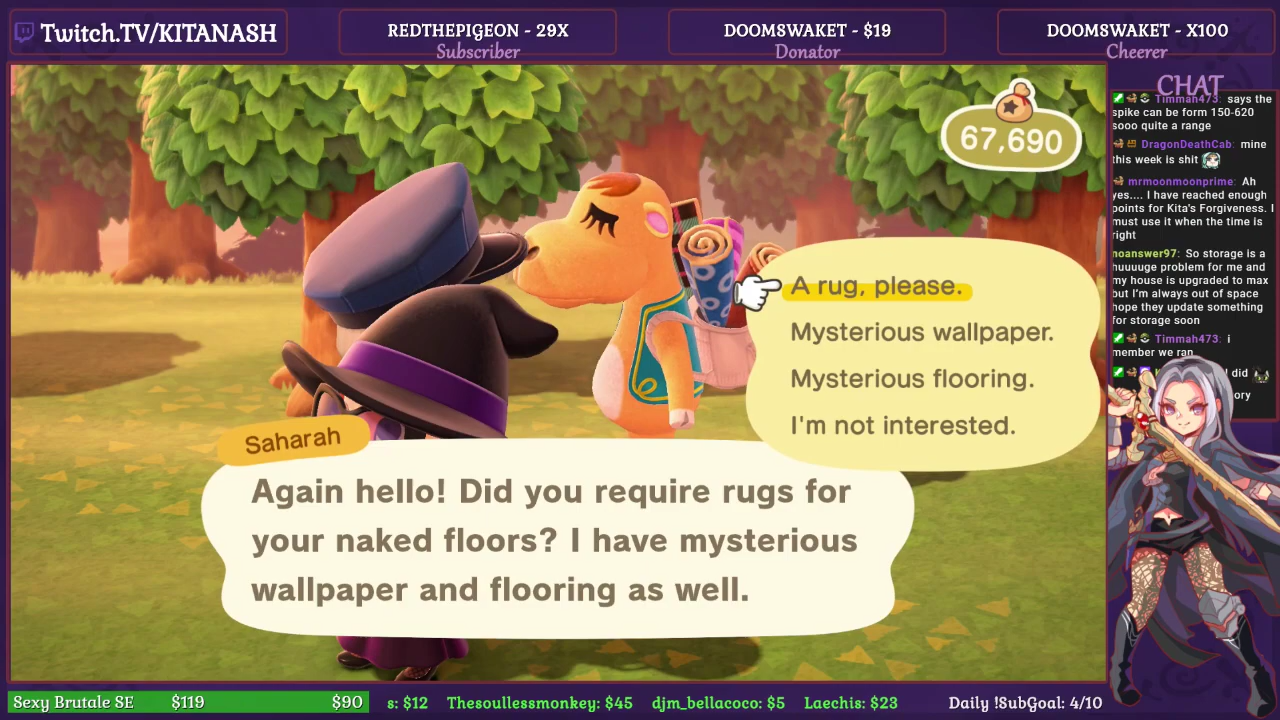 Twitch.TV/KITANASH
REDTHEPIGEON - 29X
Subscriber
DOOMSWAKET - $19
Donator
DOOMSWAKET - X100
Cheerer
CHAT
67,690
Timmah473: says the
spike can be form 150-620
sooo quite a range
DragonDeathCab: mine
this week is shit
mrmoonmoonprime: Ah
yes.... I have reached enough
points for Kita's Forgiveness. I
must use it when the time is
right
noanswer97: So storage is a
huuuuge problem for me and
my house is upgraded to max
but I'm always out of space
hope they update something
for storage soon
Timmah473: i
member we ran
did
ory
A rug, please.
Mysterious wallpaper.
Mysterious flooring.
I'm not interested.
Saharah
Again hello! Did you require rugs for
your naked floors? I have mysterious
wallpaper and flooring as well.
Sexy Brutale SE $119 $90 s: $12 Thesoullessmonkey: $45 djm_bellacoco: $5 Laechis: $23 Daily !SubGoal: 4/10